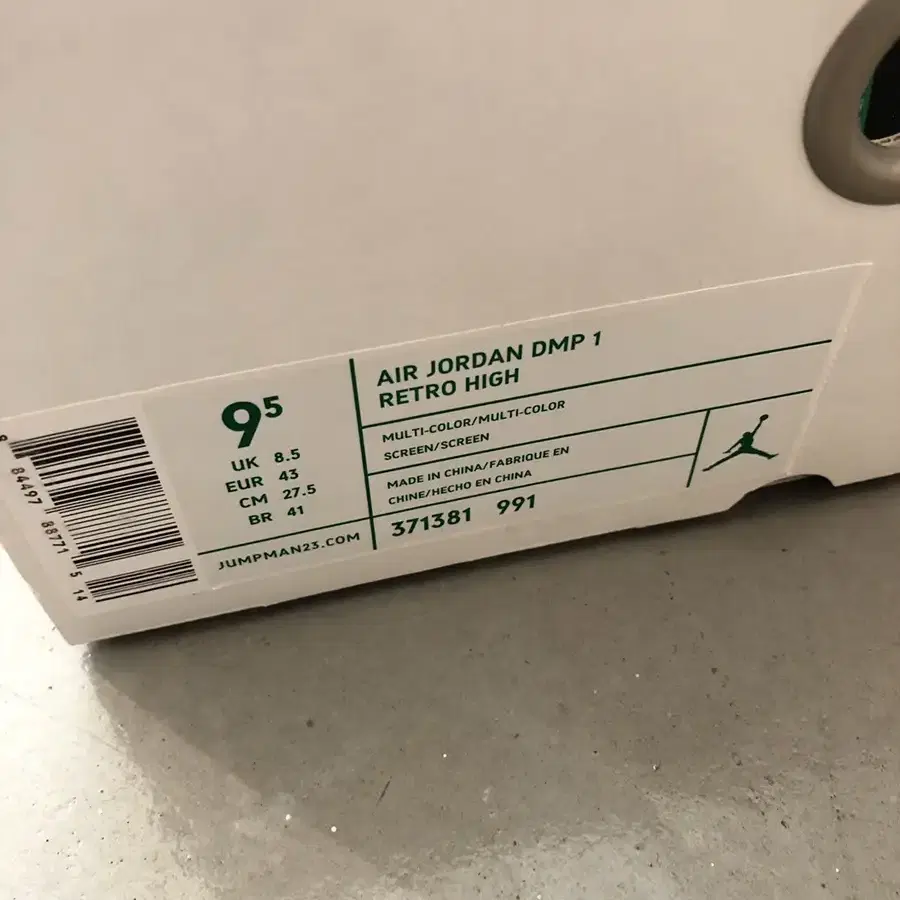 9⁵
UK 8.5
EUR 43
CM 27.5
BR 41
JUMPMAN23.COM
AIR JORDAN DMP 1
RETRO HIGH
MULTI-COLOR/MULTI-COLOR
SCREEN/SCREEN
MADE IN CHINA/FABRIQUE EN
CHINE/HECHO EN CHINA
371381 991
84497 88771 5 14